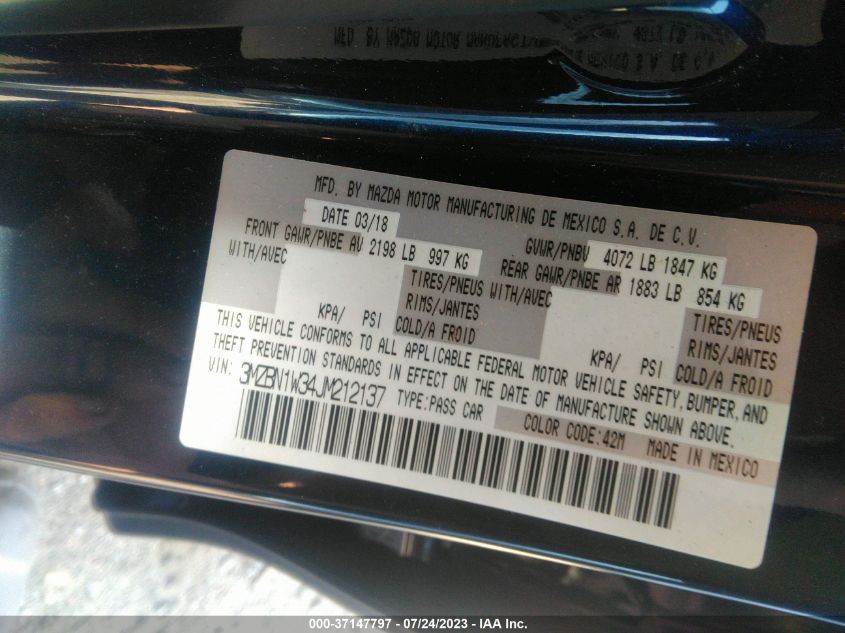 MFD. BY MAZDA MOTOR MANUFACTURING DE MEXICO S.A. DE C.V.
DATE 03/18
GVWR/PNBV 4072 LB 1847 KG
FRONT GAWR/PNBE AV 2198 LB 997 KG
REAR GAWR/PNBE AR 1883 LB 854 KG
WITH/AVEC TIRES/PNEUS WITH/AVEC TIRES/PNEUS
RIMS/JANTES RIMS/JANTES
KPA/ PSI COLD/A FROID KPA/ PSI COLD/A FROID
THIS VEHICLE CONFORMS TO ALL APPLICABLE FEDERAL MOTOR VEHICLE SAFETY, BUMPER, AND
THEFT PREVENTION STANDARDS IN EFFECT ON THE DATE OF MANUFACTURE SHOWN ABOVE.
VIN: 3MZBN1W34JM212137 TYPE:PASS CAR
COLOR CODE:42M MADE IN MEXICO
000-37147797 - 07/24/2023 - IAA Inc.